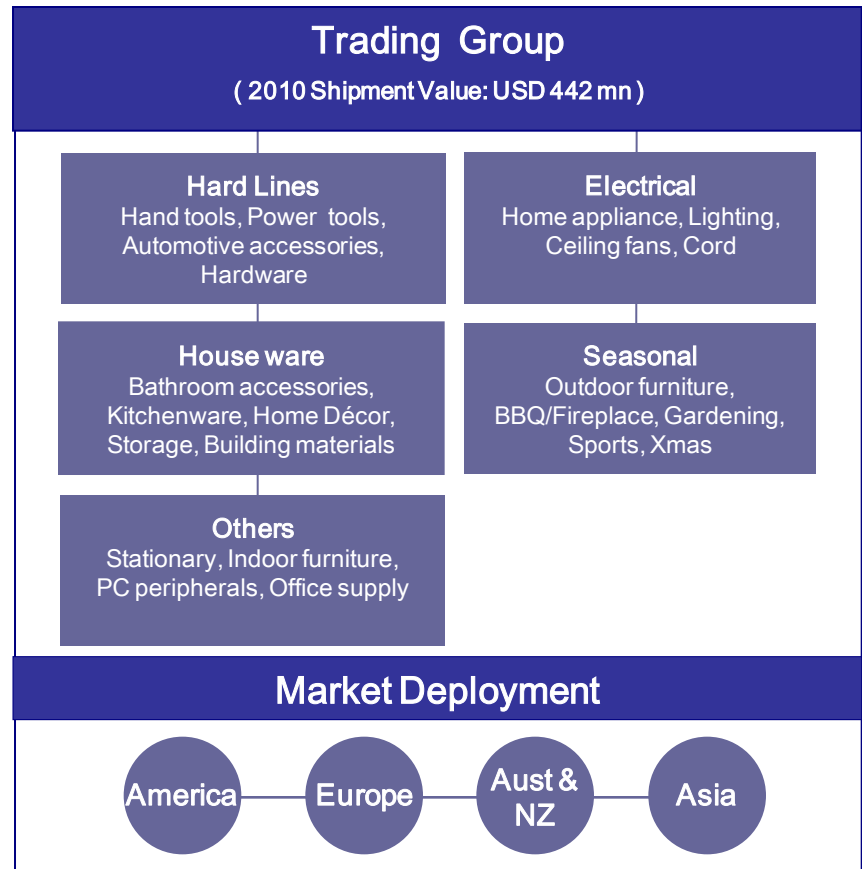 Trading Group
( 2010 Shipment Value: USD 442 mn )
Hard Lines
Hand tools, Power tools,
Automotive accessories,
Hardware
Electrical
Home appliance, Lighting,
Ceiling fans, Cord
House ware
Bathroom accessories,
Kitchenware, Home Décor,
Storage, Building materials
Seasonal
Outdoor furniture,
BBQ/Fireplace, Gardening,
Sports, Xmas
Others
Stationary, Indoor furniture,
PC peripherals, Office supply
Market Deployment
America
Europe
Aust &
NZ
Asia